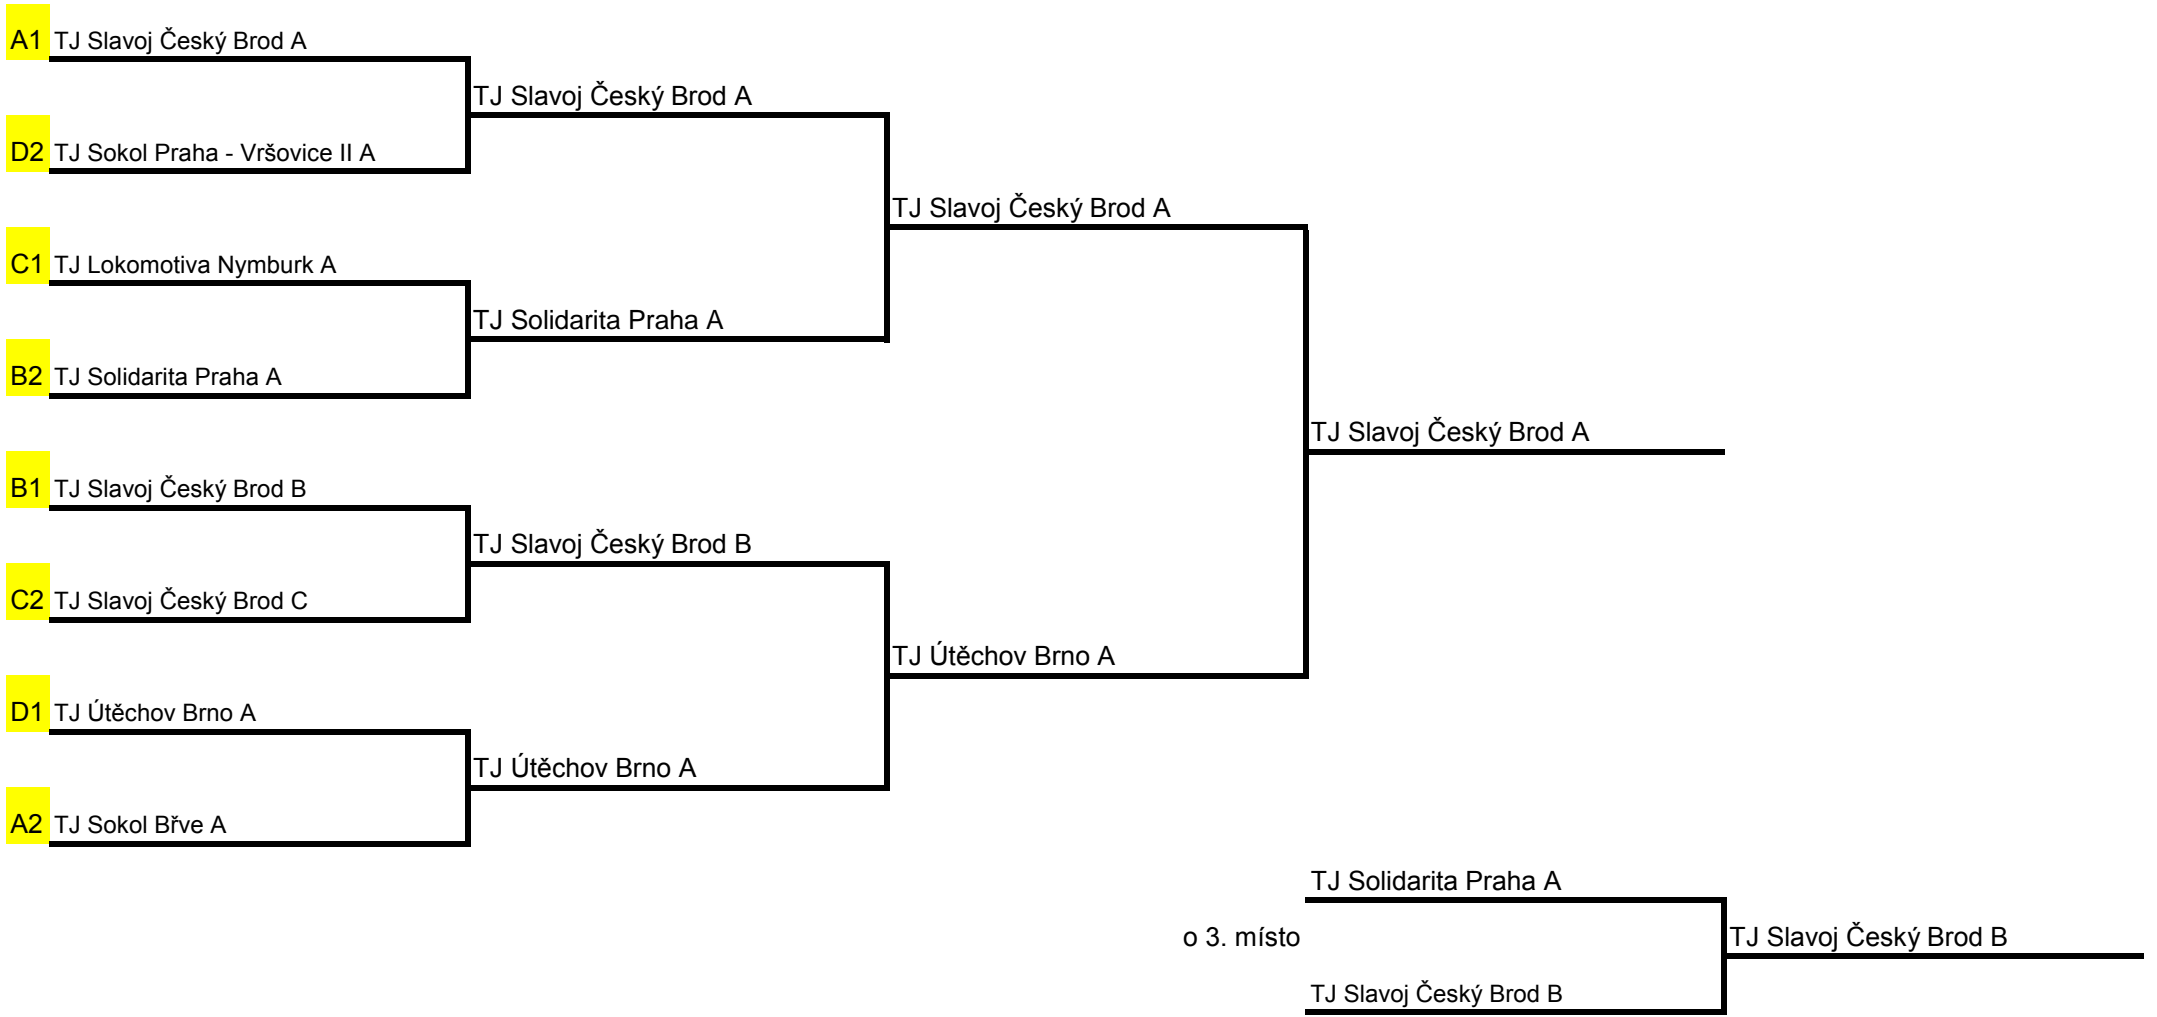 A1 TJ Slavoj Český Brod A
TJ Slavoj Český Brod A
D2 TJ Sokol Praha - Vršovice II A
TJ Slavoj Český Brod A
C1 TJ Lokomotiva Nymburk A
TJ Solidarita Praha A
B2 TJ Solidarita Praha A
TJ Slavoj Český Brod A
B1 TJ Slavoj Český Brod B
TJ Slavoj Český Brod B
C2 TJ Slavoj Český Brod C
TJ Útěchov Brno A
D1 TJ Útěchov Brno A
TJ Útěchov Brno A
A2 TJ Sokol Břve A
TJ Solidarita Praha A
o 3. místo
TJ Slavoj Český Brod B
TJ Slavoj Český Brod B